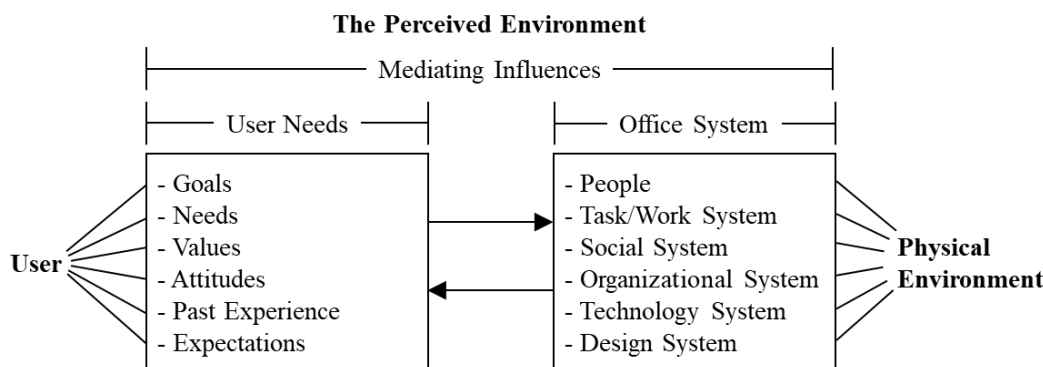 The Perceived Environment
Mediating Influences
User Needs
Office System
- Goals
- Needs
- Values
- Attitudes
- Past Experience
- Expectations
- People
- Task/Work System
- Social System
- Organizational System
- Technology System
- Design System
User
Physical
Environment